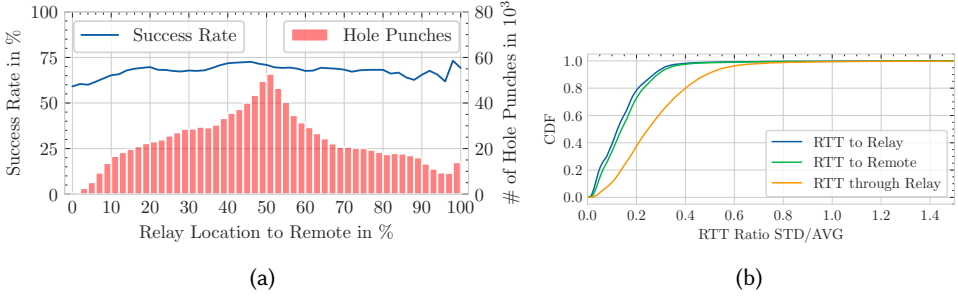 100
75
50
25
0
Success Rate in %
Success Rate
Hole Punches
80
60
40
20
0
# of Hole Punches in 10³
0 10 20 30 40 50 60 70 80 90 100
Relay Location to Remote in %
(a)
1.0
0.8
0.6
0.4
0.2
0.0
CDF
RTT to Relay
RTT to Remote
RTT through Relay
0.0 0.2 0.4 0.6 0.8 1.0 1.2 1.4
RTT Ratio STD/AVG
(b)